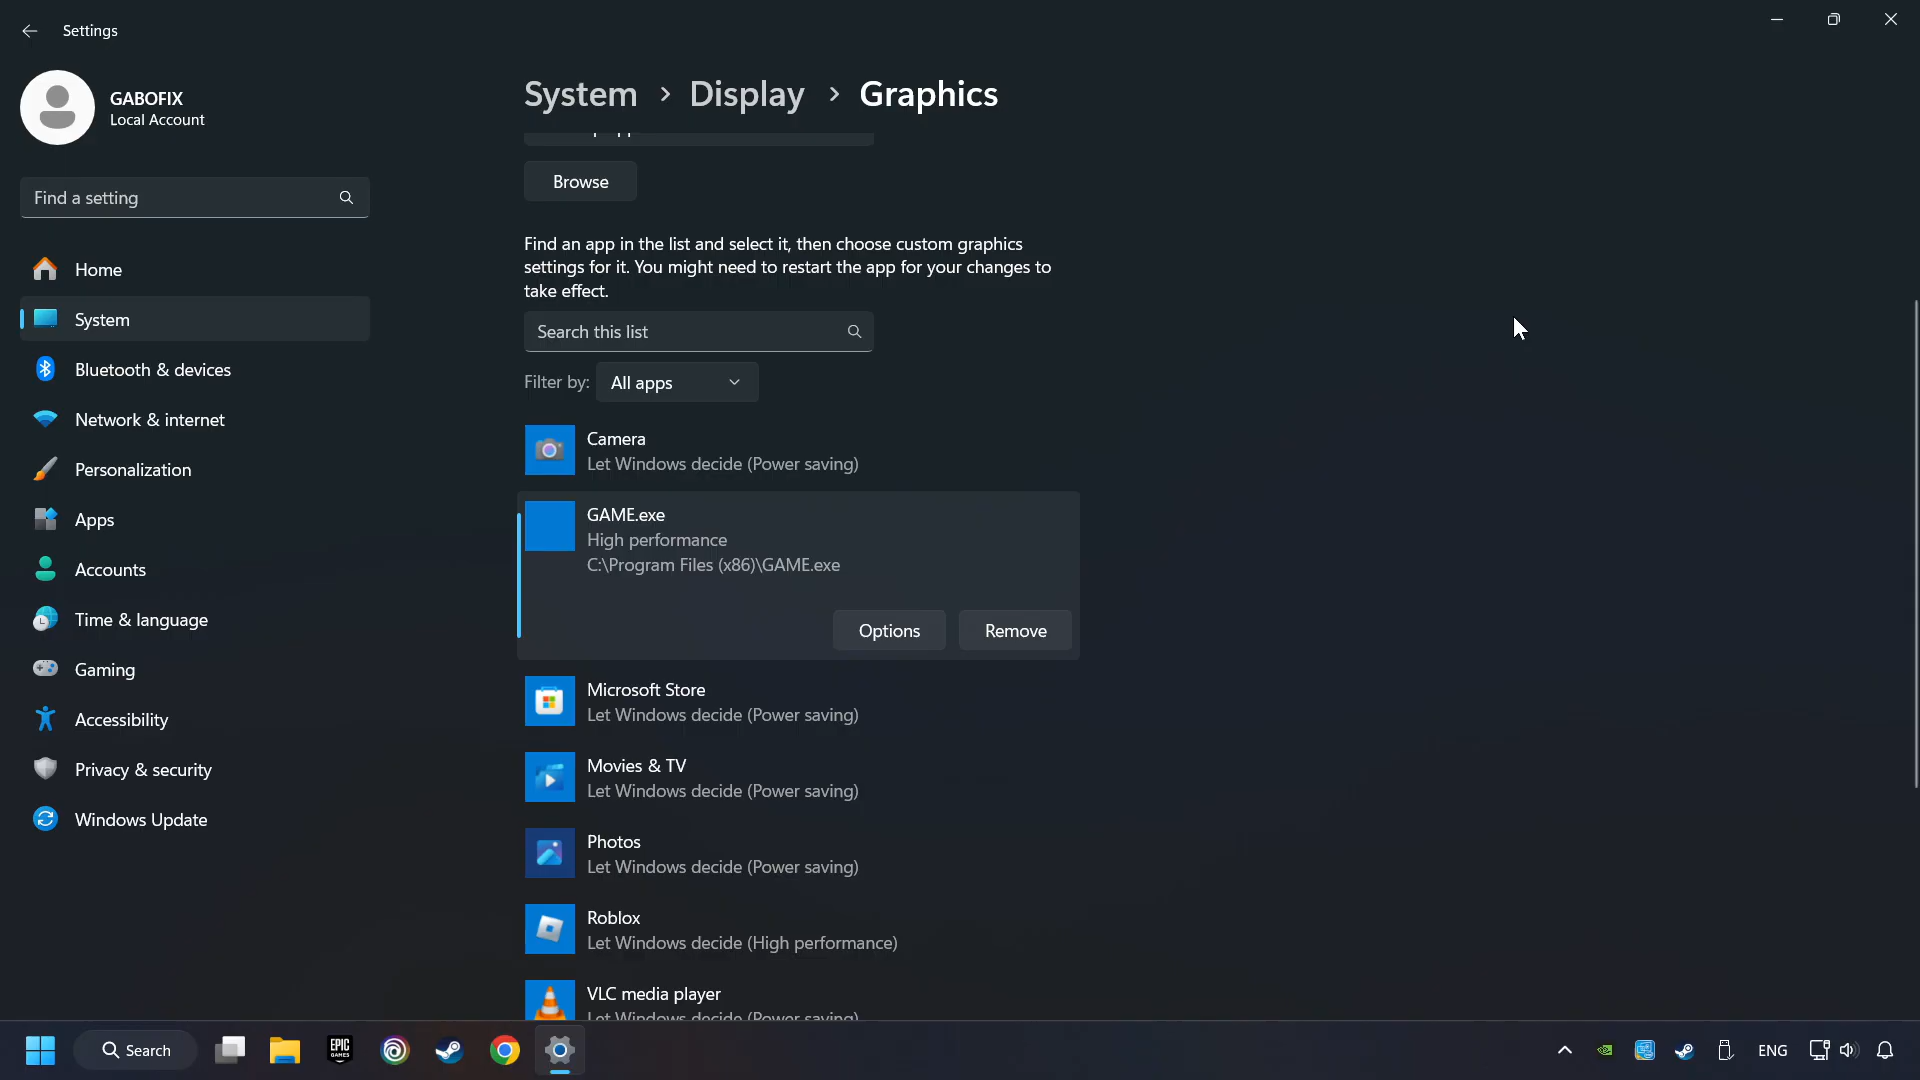 Settings
GABOFIX
Local Account
Find a setting
Home
System
Bluetooth & devices
Network & internet
Personalization
Apps
Accounts
Time & language
Gaming
Accessibility
Privacy & security
Windows Update
System > Display > Graphics
Browse
Find an app in the list and select it, then choose custom graphics
settings for it. You might need to restart the app for your changes to
take effect.
Search this list
Filter by: All apps
Camera
Let Windows decide (Power saving)
GAME.exe
High performance
C:\Program Files (x86)\GAME.exe
Options Remove
Microsoft Store
Let Windows decide (Power saving)
Movies & TV
Let Windows decide (Power saving)
Photos
Let Windows decide (Power saving)
Roblox
Let Windows decide (High performance)
VLC media player
Let Windows decide (Power saving)
Search EPIC GAMES ENG